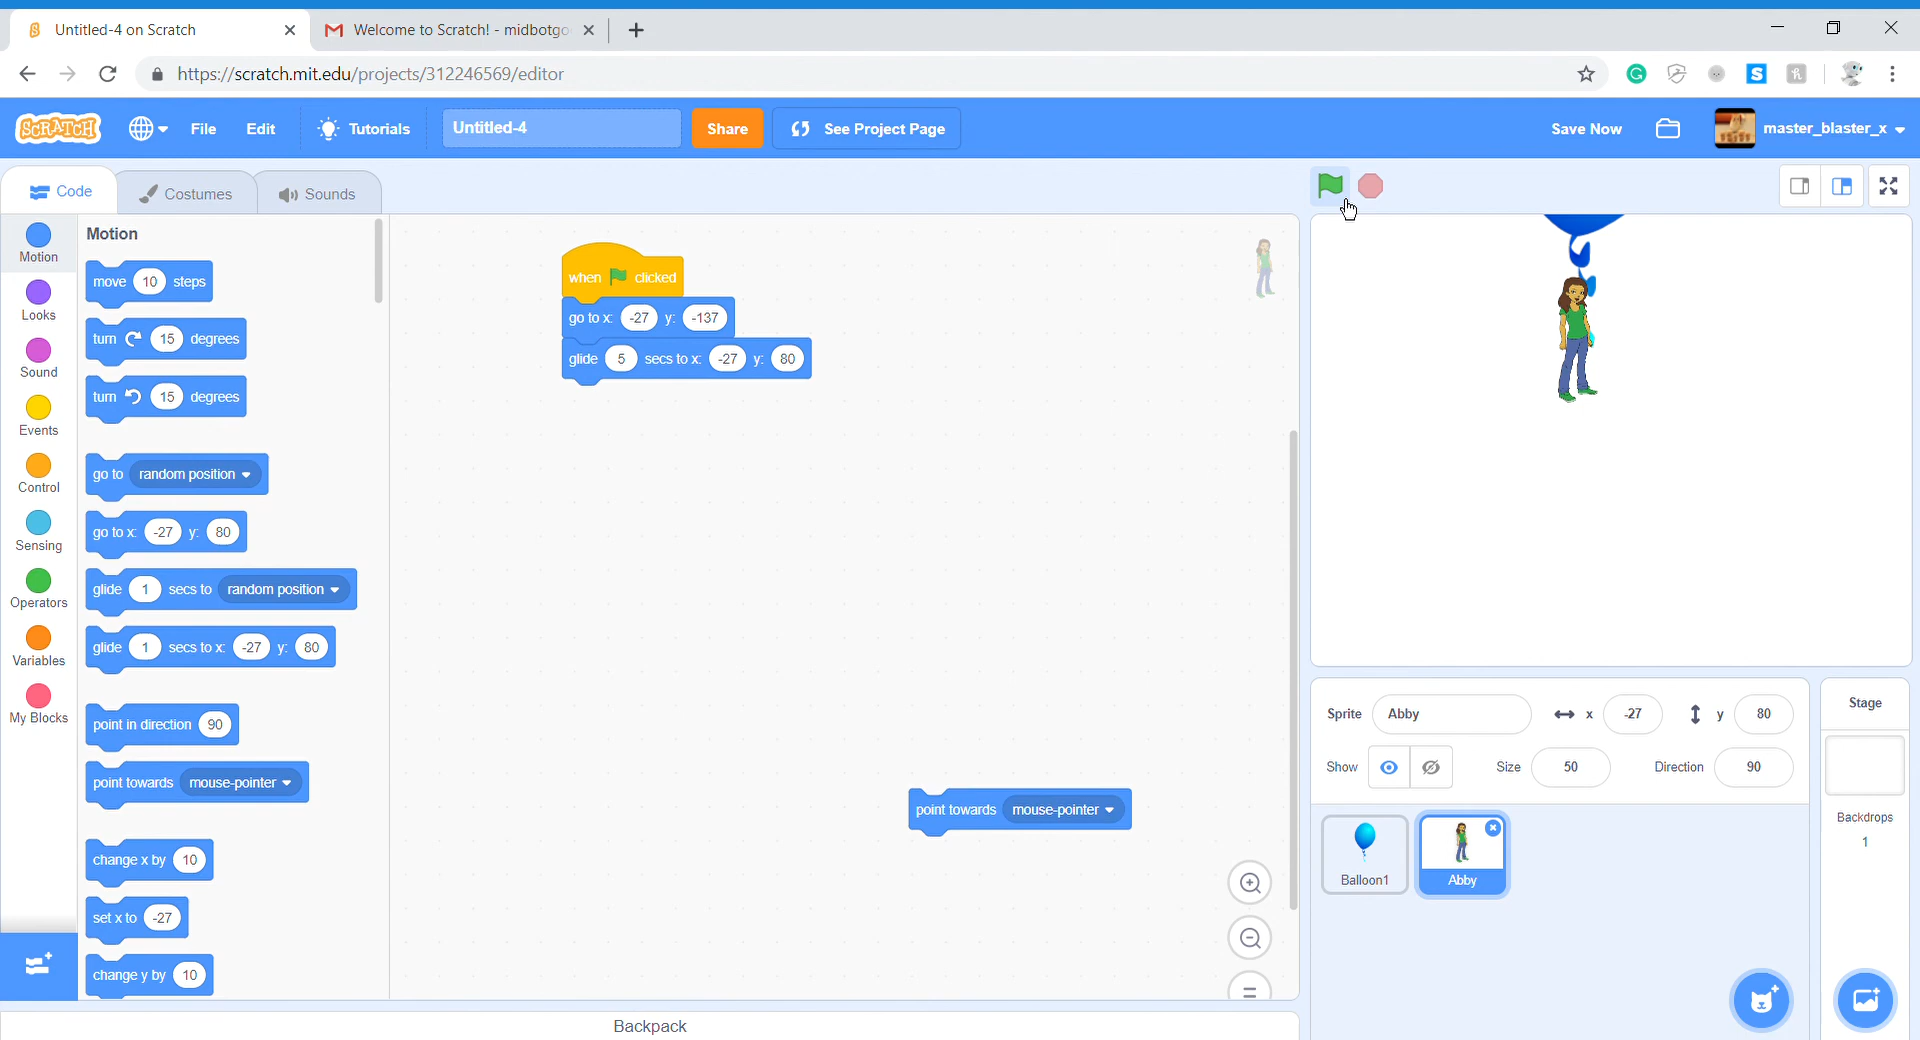 Untitled-4 on Scratch
Welcome to Scratch! - midbotgo
https://scratch.mit.edu/projects/312246569/editor
SCRATCH
File
Edit
Tutorials
Untitled-4
Share
See Project Page
Save Now
master_blaster_x
Code
Costumes
Sounds
Motion
Looks
Sound
Events
Control
Sensing
Operators
Variables
My Blocks
Motion
move 10 steps
turn 15 degrees
turn 15 degrees
go to random position
go to x: -27 y: 80
glide 1 secs to random position
glide 1 secs to x: -27 y: 80
point in direction 90
point towards mouse-pointer
change x by 10
set x to -27
change y by 10
when clicked
go to x: -27 y: -137
glide 5 secs to x: -27 y: 80
point towards mouse-pointer
Backpack
Sprite Abby x -27 y 80
Show Size 50 Direction 90
Balloon1
Abby
Stage
Backdrops
1